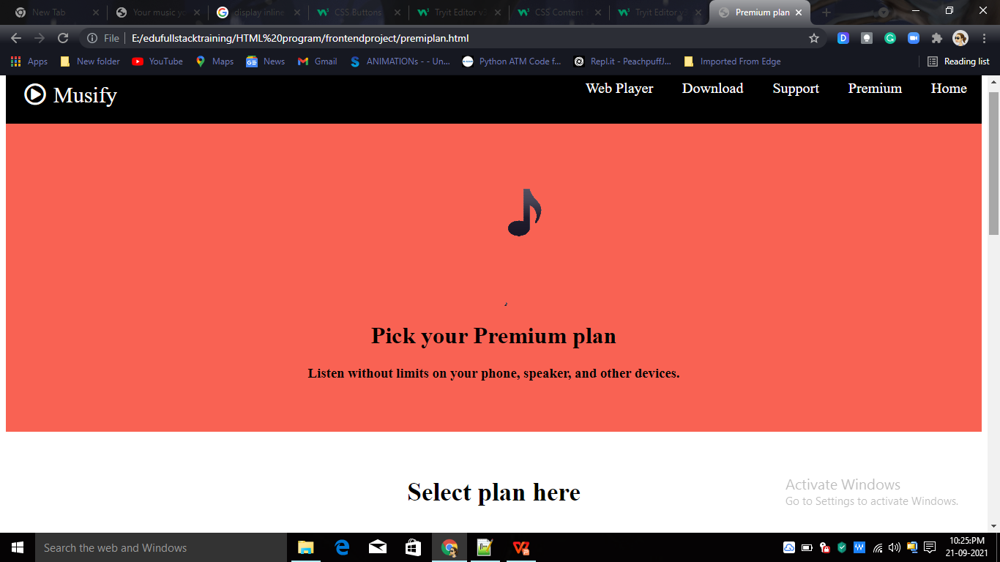 New Tab
Your music yo
display inline
CSS Buttons
Tryit Editor v3
CSS Content
Tryit Editor v3
Premium plan
File
E:/edufullstacktraining/HTML%20program/frontendproject/premiplan.html
Apps
New folder
YouTube
Maps
News
Gmail
ANIMATIONs - - Un...
Python ATM Code f...
Repl.it - PeachpuffJ...
Imported From Edge
Reading list
Musify
Web Player
Download
Support
Premium
Home
Pick your Premium plan
Listen without limits on your phone, speaker, and other devices.
Select plan here
Activate Windows
Go to Settings to activate Windows.
Search the web and Windows
10:25:PM
21-09-2021